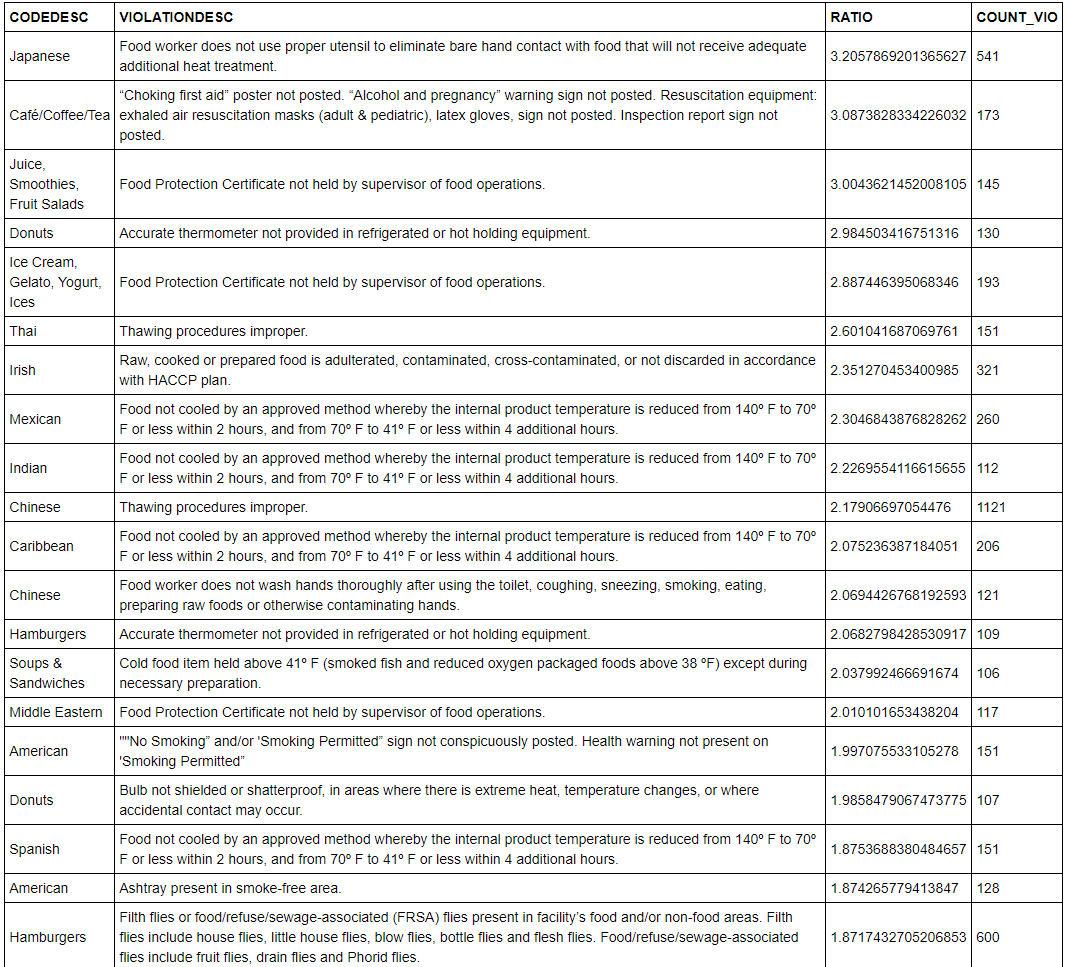 CODEDESC VIOLATIONDESC RATIO COUNT_VIO
Japanese
Food worker does not use proper utensil to eliminate bare hand contact with food that will not receive adequate
additional heat treatment.
3.2057869201365627 541
Café/Coffee/Tea
“Choking first aid” poster not posted. “Alcohol and pregnancy” warning sign not posted. Resuscitation equipment:
exhaled air resuscitation masks (adult & pediatric), latex gloves, sign not posted. Inspection report sign not
posted.
3.0873828334226032 173
Juice,
Smoothies,
Fruit Salads
Food Protection Certificate not held by supervisor of food operations.
3.0043621452008105 145
Donuts Accurate thermometer not provided in refrigerated or hot holding equipment. 2.984503416751316 130
Ice Cream,
Gelato, Yogurt,
Ices
Food Protection Certificate not held by supervisor of food operations.
2.887446395068346 193
Thai Thawing procedures improper. 2.601041687069761 151
Irish
Raw, cooked or prepared food is adulterated, contaminated, cross-contaminated, or not discarded in accordance
with HACCP plan.
2.351270453400985 321
Mexican
Food not cooled by an approved method whereby the internal product temperature is reduced from 140º F to 70º
F or less within 2 hours, and from 70º F to 41º F or less within 4 additional hours.
2.3046843876828262 260
Indian
Food not cooled by an approved method whereby the internal product temperature is reduced from 140º F to 70º
F or less within 2 hours, and from 70º F to 41º F or less within 4 additional hours.
2.2269554116615655 112
Chinese Thawing procedures improper. 2.17906697054476 1121
Caribbean
Food not cooled by an approved method whereby the internal product temperature is reduced from 140º F to 70º
F or less within 2 hours, and from 70º F to 41º F or less within 4 additional hours.
2.075236387184051 206
Chinese
Food worker does not wash hands thoroughly after using the toilet, coughing, sneezing, smoking, eating,
preparing raw foods or otherwise contaminating hands.
2.0694426768192593 121
Hamburgers Accurate thermometer not provided in refrigerated or hot holding equipment. 2.0682798428530917 109
Soups &
Sandwiches
Cold food item held above 41º F (smoked fish and reduced oxygen packaged foods above 38 ºF) except during
necessary preparation.
2.037992466691674 106
Middle Eastern Food Protection Certificate not held by supervisor of food operations. 2.010101653438204 117
American
""No Smoking” and/or 'Smoking Permitted” sign not conspicuously posted. Health warning not present on
'Smoking Permitted”
1.997075533105278 151
Donuts
Bulb not shielded or shatterproof, in areas where there is extreme heat, temperature changes, or where
accidental contact may occur.
1.9858479067473775 107
Spanish
Food not cooled by an approved method whereby the internal product temperature is reduced from 140º F to 70º
F or less within 2 hours, and from 70º F to 41º F or less within 4 additional hours.
1.8753688380484657 151
American Ashtray present in smoke-free area. 1.874265779413847 128
Hamburgers
Filth flies or food/refuse/sewage-associated (FRSA) flies present in facility’s food and/or non-food areas. Filth
flies include house flies, little house flies, blow flies, bottle flies and flesh flies. Food/refuse/sewage-associated
flies include fruit flies, drain flies and Phorid flies.
1.8717432705206853 600